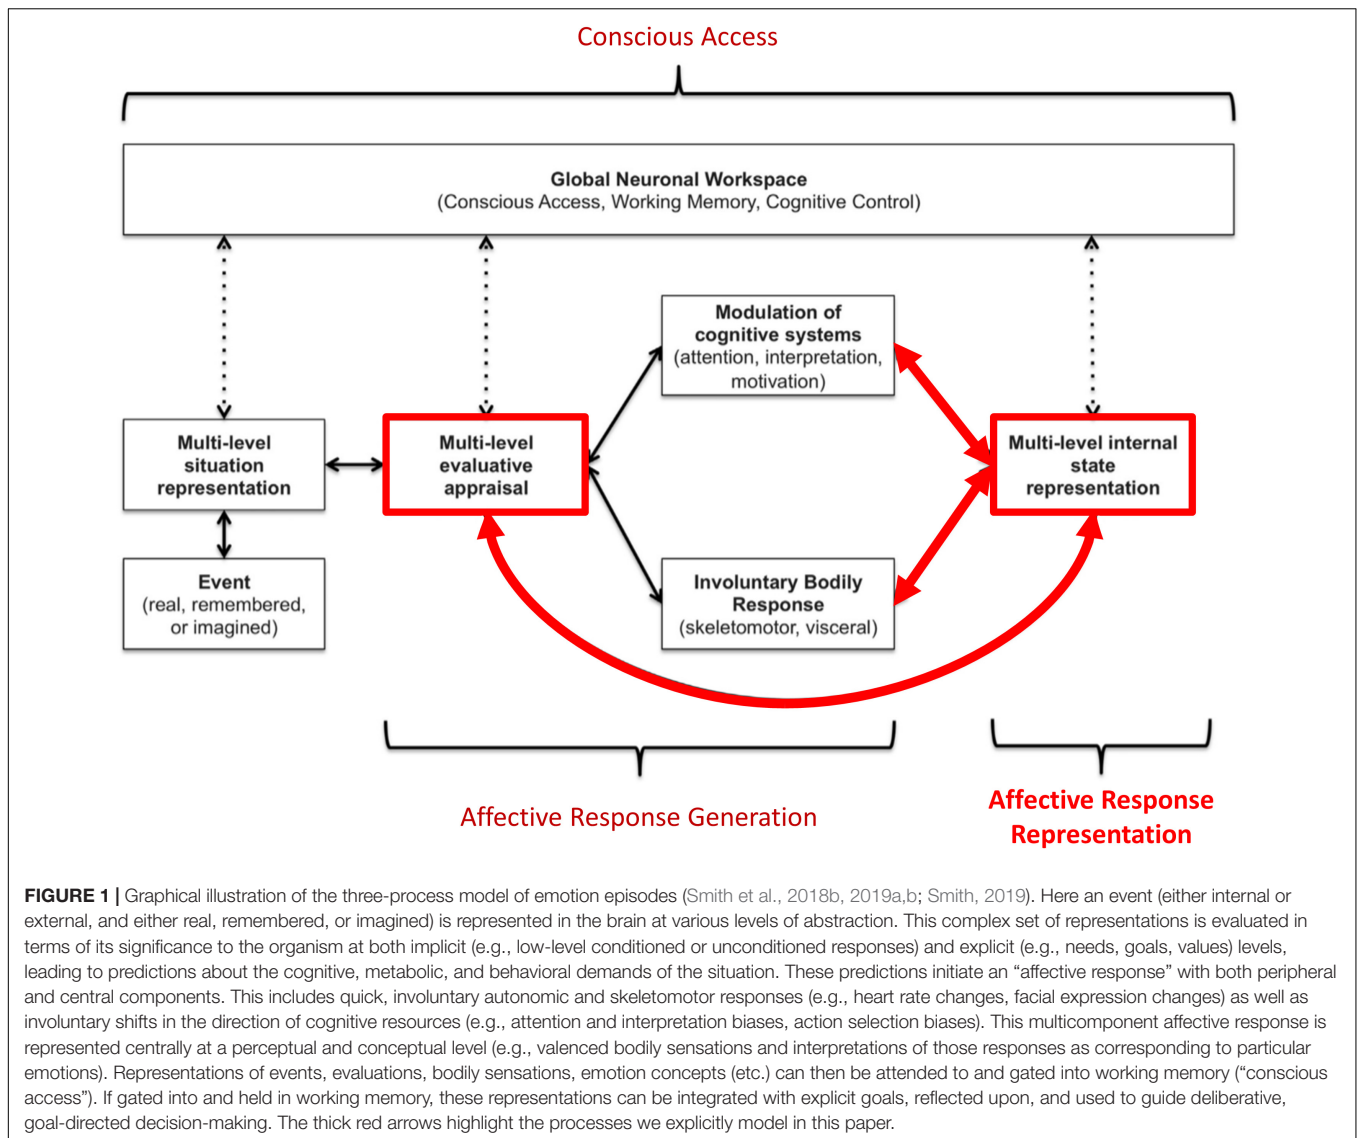 Conscious Access
Global Neuronal Workspace
(Conscious Access, Working Memory, Cognitive Control)
Modulation of
cognitive systems
(attention, interpretation,
motivation)
Multi-level
situation
representation
Multi-level
evaluative
appraisal
Multi-level internal
state
representation
Event
(real, remembered,
or imagined)
Involuntary Bodily
Response
(skeletomotor, visceral)
Affective Response Generation
Affective Response
Representation
FIGURE 1 | Graphical illustration of the three-process model of emotion episodes (Smith et al., 2018b, 2019a,b; Smith, 2019). Here an event (either internal or
external, and either real, remembered, or imagined) is represented in the brain at various levels of abstraction. This complex set of representations is evaluated in
terms of its significance to the organism at both implicit (e.g., low-level conditioned or unconditioned responses) and explicit (e.g., needs, goals, values) levels,
leading to predictions about the cognitive, metabolic, and behavioral demands of the situation. These predictions initiate an “affective response” with both peripheral
and central components. This includes quick, involuntary autonomic and skeletomotor responses (e.g., heart rate changes, facial expression changes) as well as
involuntary shifts in the direction of cognitive resources (e.g., attention and interpretation biases, action selection biases). This multicomponent affective response is
represented centrally at a perceptual and conceptual level (e.g., valenced bodily sensations and interpretations of those responses as corresponding to particular
emotions). Representations of events, evaluations, bodily sensations, emotion concepts (etc.) can then be attended to and gated into working memory (“conscious
access”). If gated into and held in working memory, these representations can be integrated with explicit goals, reflected upon, and used to guide deliberative,
goal-directed decision-making. The thick red arrows highlight the processes we explicitly model in this paper.